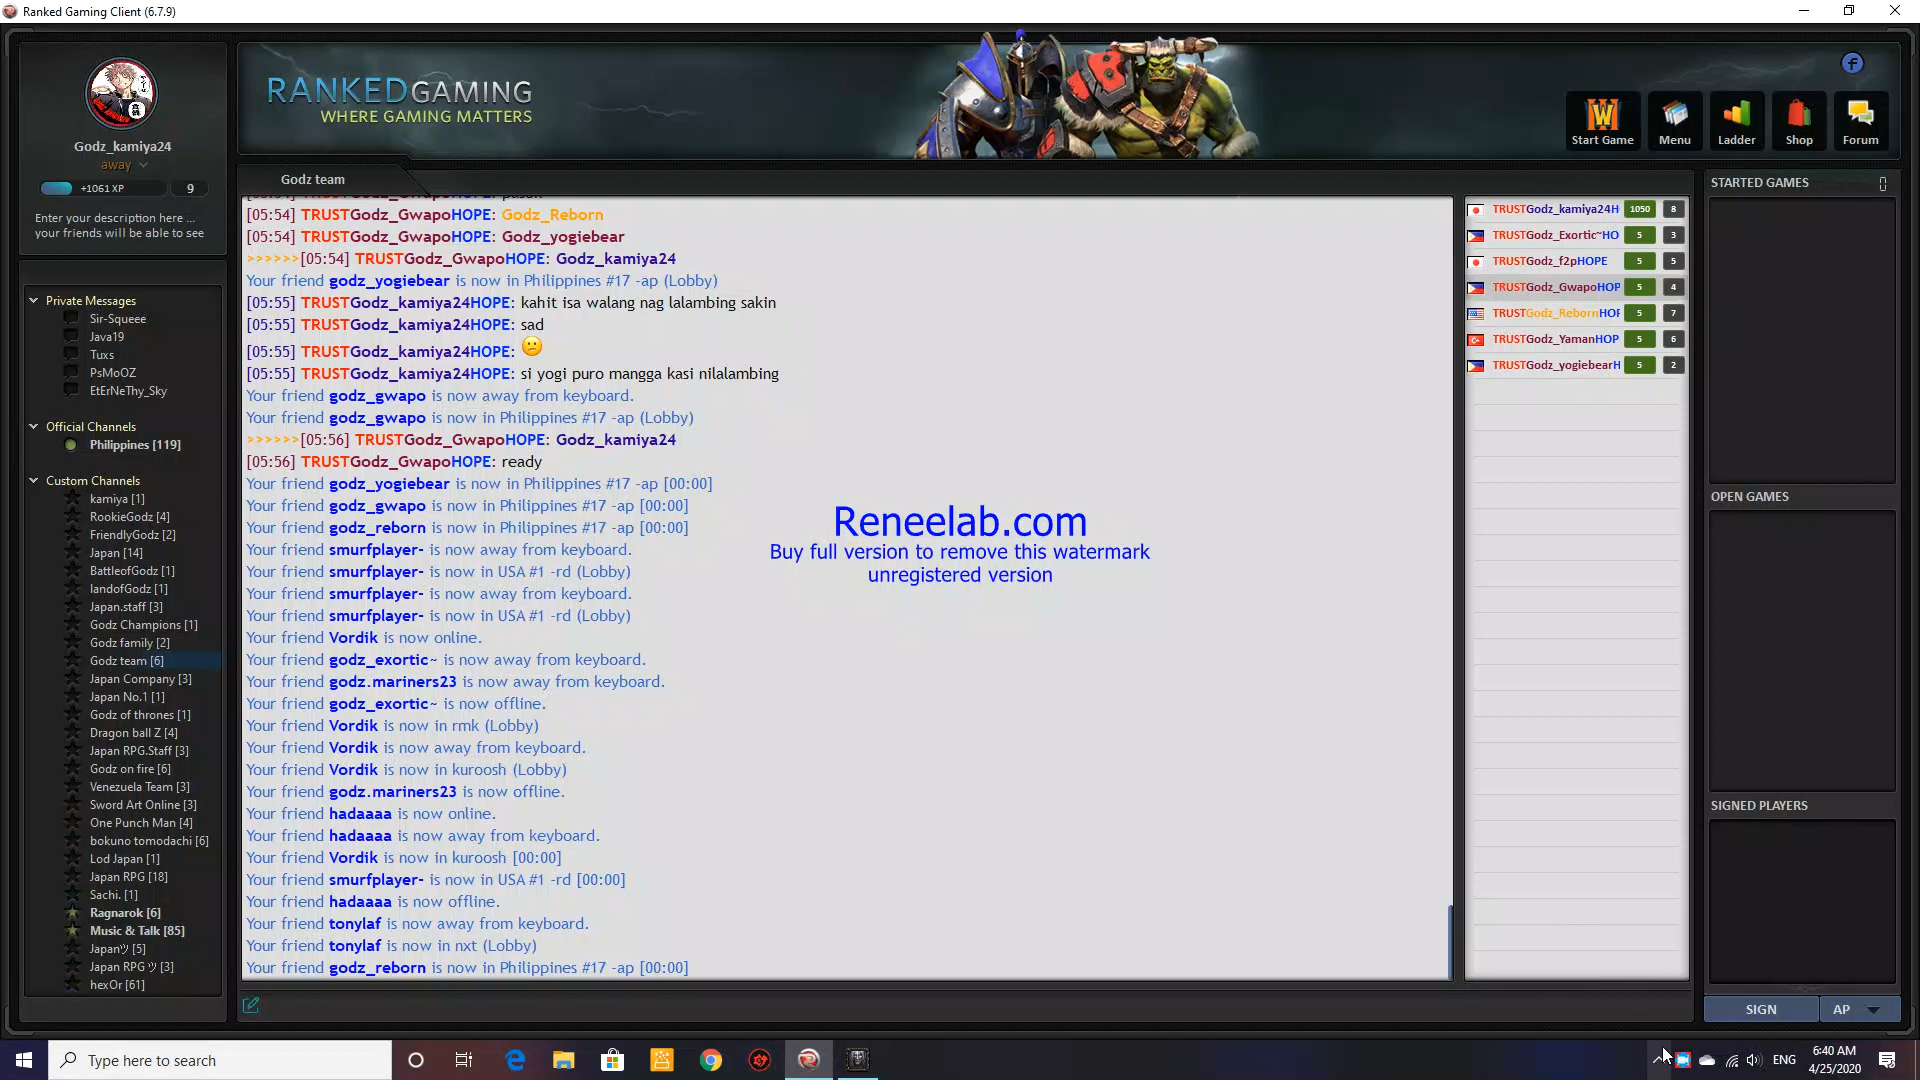 Ranked Gaming Client (6.7.9)
Godz_kamiya24
away
+1061 XP
9
Enter your description here ...
your friends will be able to see
RANKEDGAMING
WHERE GAMING MATTERS
Start Game
Menu
Ladder
Shop
Forum
Private Messages
Sir-Squeee
Java19
Tuxs
PsMoOZ
EtErNeThy_Sky
Official Channels
Philippines [119]
Custom Channels
kamiya [1]
RookieGodz [4]
FriendlyGodz [2]
Japan [14]
BattleofGodz [1]
landofGodz [1]
Japan.staff [3]
Godz Champions [1]
Godz family [2]
Godz team [6]
Japan Company [3]
Japan No.1 [1]
Godz of thrones [1]
Dragon ball Z [4]
Japan RPG.Staff [3]
Godz on fire [6]
Venezuela Team [3]
Sword Art Online [3]
One Punch Man [4]
bokuno tomodachi [6]
Lod Japan [1]
Japan RPG [18]
Sachi. [1]
Ragnarok [6]
Music & Talk [85]
Japanツ [5]
Japan RPG ツ [3]
hexOr [61]
Godz team
[05:54] TRUSTGodz_GwapoHOPE: Godz_Reborn
[05:54] TRUSTGodz_GwapoHOPE: Godz_yogiebear
>>>>>>[05:54] TRUSTGodz_GwapoHOPE: Godz_kamiya24
Your friend godz_yogiebear is now in Philippines #17 -ap (Lobby)
[05:55] TRUSTGodz_kamiya24HOPE: kahit isa walang nag lalambing sakin
[05:55] TRUSTGodz_kamiya24HOPE: sad
[05:55] TRUSTGodz_kamiya24HOPE:
[05:55] TRUSTGodz_kamiya24HOPE: si yogi puro mangga kasi nilalambing
Your friend godz_gwapo is now away from keyboard.
Your friend godz_gwapo is now in Philippines #17 -ap (Lobby)
>>>>>>[05:56] TRUSTGodz_GwapoHOPE: Godz_kamiya24
[05:56] TRUSTGodz_GwapoHOPE: ready
Your friend godz_yogiebear is now in Philippines #17 -ap [00:00]
Your friend godz_gwapo is now in Philippines #17 -ap [00:00]
Your friend godz_reborn is now in Philippines #17 -ap [00:00]
Your friend smurfplayer- is now away from keyboard.
Your friend smurfplayer- is now in USA #1 -rd (Lobby)
Your friend smurfplayer- is now away from keyboard.
Your friend smurfplayer- is now in USA #1 -rd (Lobby)
Your friend Vordik is now online.
Your friend godz_exortic~ is now away from keyboard.
Your friend godz.mariners23 is now away from keyboard.
Your friend godz_exortic~ is now offline.
Your friend Vordik is now in rmk (Lobby)
Your friend Vordik is now away from keyboard.
Your friend Vordik is now in kuroosh (Lobby)
Your friend godz.mariners23 is now offline.
Your friend hadaaaa is now online.
Your friend hadaaaa is now away from keyboard.
Your friend Vordik is now in kuroosh [00:00]
Your friend smurfplayer- is now in USA #1 -rd [00:00]
Your friend hadaaaa is now offline.
Your friend tonylaf is now away from keyboard.
Your friend tonylaf is now in nxt (Lobby)
Your friend godz_reborn is now in Philippines #17 -ap [00:00]
Reneelab.com
Buy full version to remove this watermark
unregistered version
TRUSTGodz_kamiya24H 1050 8
TRUSTGodz_Exortic~HO 5 3
TRUSTGodz_f2pHOPE 5 5
TRUSTGodz_GwapoHOP 5 4
TRUSTGodz_RebornHOP 5 7
TRUSTGodz_YamanHOP 5 6
TRUSTGodz_yogiebearH 5 2
STARTED GAMES
OPEN GAMES
SIGNED PLAYERS
SIGN
AP
Type here to search
ENG
6:40 AM
4/25/2020